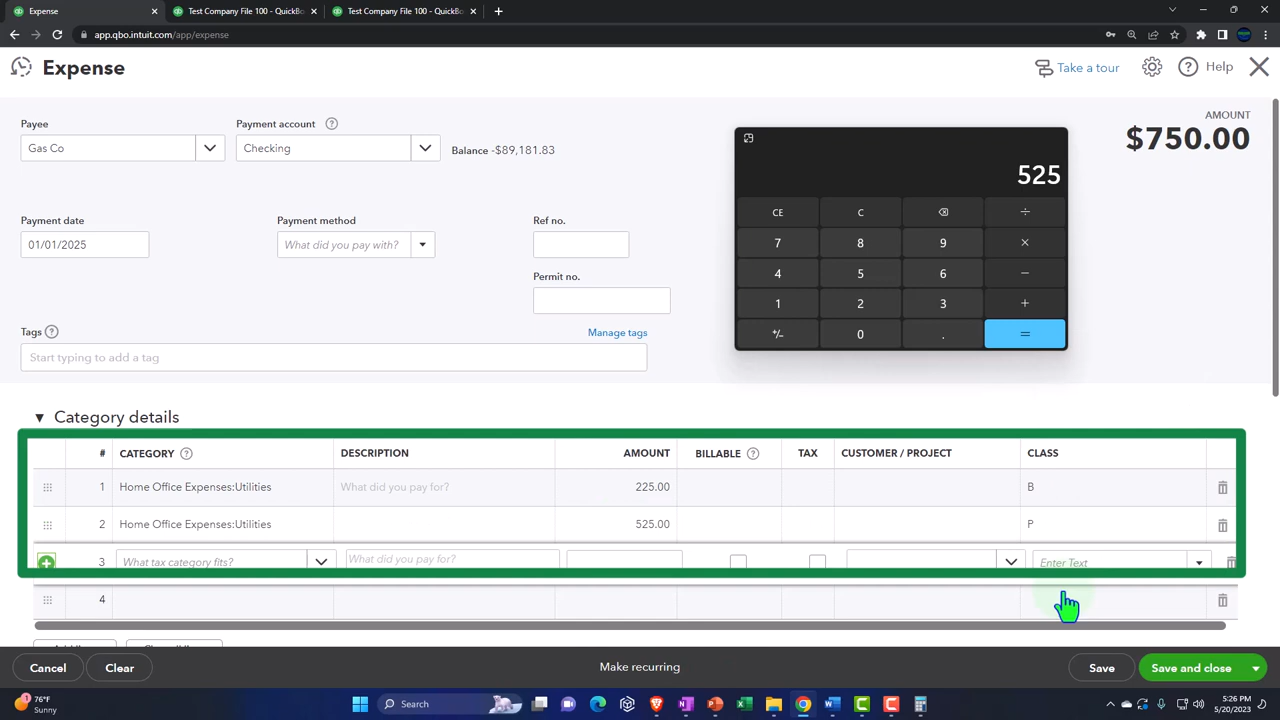 Expense
Test Company File 100 - QuickBo
Test Company File 100 - QuickBo
app.qbo.intuit.com/app/expense
Expense
Take a tour
Help
Payee
Payment account
AMOUNT
$750.00
Gas Co
Checking
Balance -$89,181.83
525
CE C ÷
7 8 9 ×
4 5 6 −
1 2 3 +
+/− 0 . =
Payment date
Payment method
Ref no.
01/01/2025
What did you pay with?
Permit no.
Tags
Manage tags
Start typing to add a tag
Category details
# CATEGORY DESCRIPTION AMOUNT BILLABLE TAX CUSTOMER / PROJECT CLASS
1 Home Office Expenses:Utilities What did you pay for? 225.00 B
2 Home Office Expenses:Utilities 525.00 P
3 What tax category fits? What did you pay for? Enter Text
4
Cancel
Clear
Make recurring
Save
Save and close
1
76°F
Sunny
Search
5:26 PM
5/20/2023